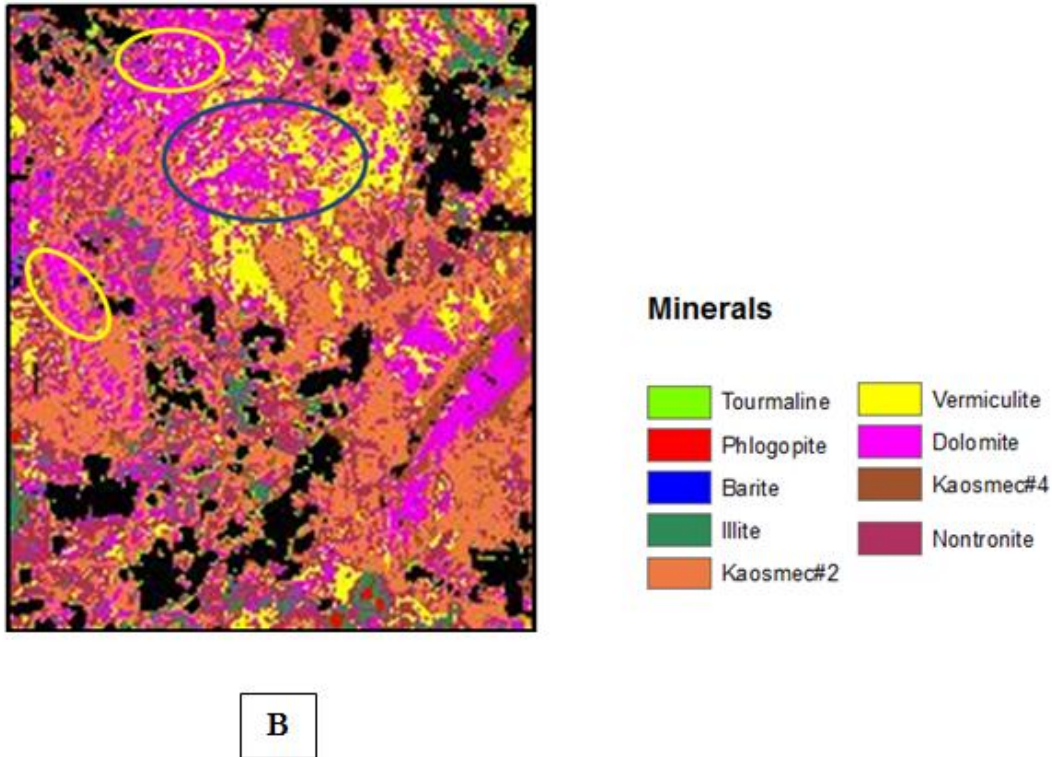 Minerals
Tourmaline
Phlogopite
Barite
Illite
Kaosmec#2
Vermiculite
Dolomite
Kaosmec#4
Nontronite
B